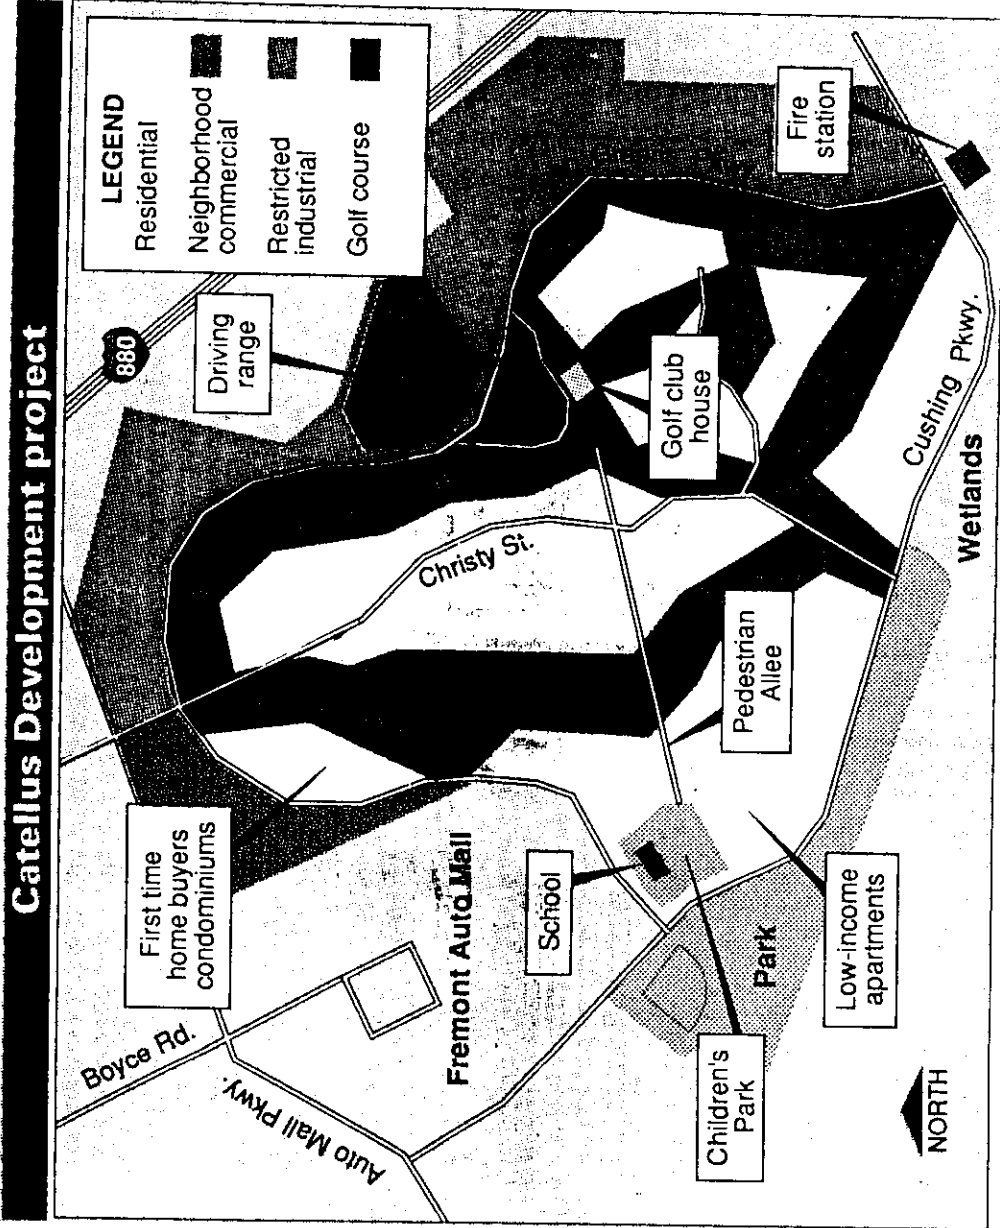 Catellus Development project
LEGEND
Residential
Neighborhood
commercial
Restricted
industrial
Golf course
880
Driving
range
Fire
station
Golf club
house
Christy St.
Cushing Pkwy.
Wetlands
Pedestrian
Allee
First time
home buyers
condominiums
School
Fremont Auto Mall
Boyce Rd.
Auto Mall Pkwy.
Park
Low-income
apartments
Children's
Park
NORTH